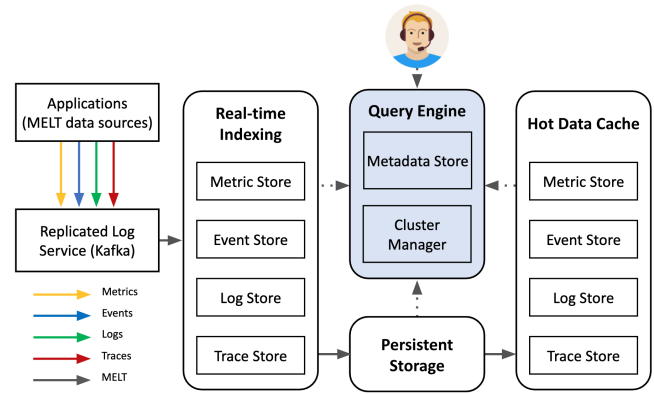 Applications
(MELT data sources)
Replicated Log
Service (Kafka)
Metrics
Events
Logs
Traces
MELT
Real-time
Indexing
Metric Store
Event Store
Log Store
Trace Store
Query Engine
Metadata Store
Cluster
Manager
Persistent
Storage
Hot Data Cache
Metric Store
Event Store
Log Store
Trace Store